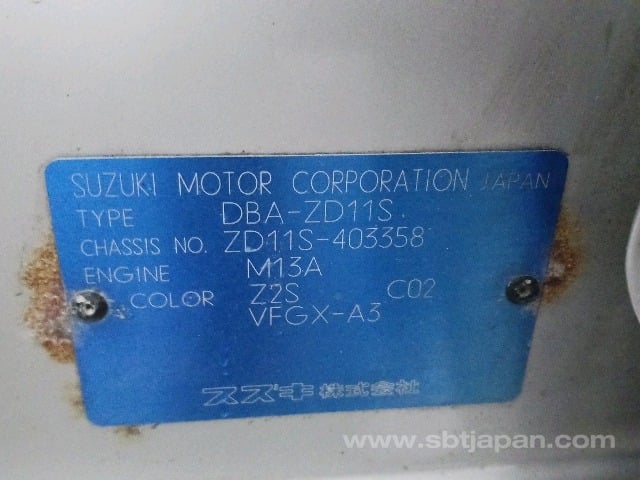 SUZUKI MOTOR CORPORATION JAPAN
TYPE DBA-ZD11S
CHASSIS NO. ZD11S-403358
ENGINE M13A
COLOR Z2S C02
VFGX-A3
スズキ株式会社
www.sbtjapan.com